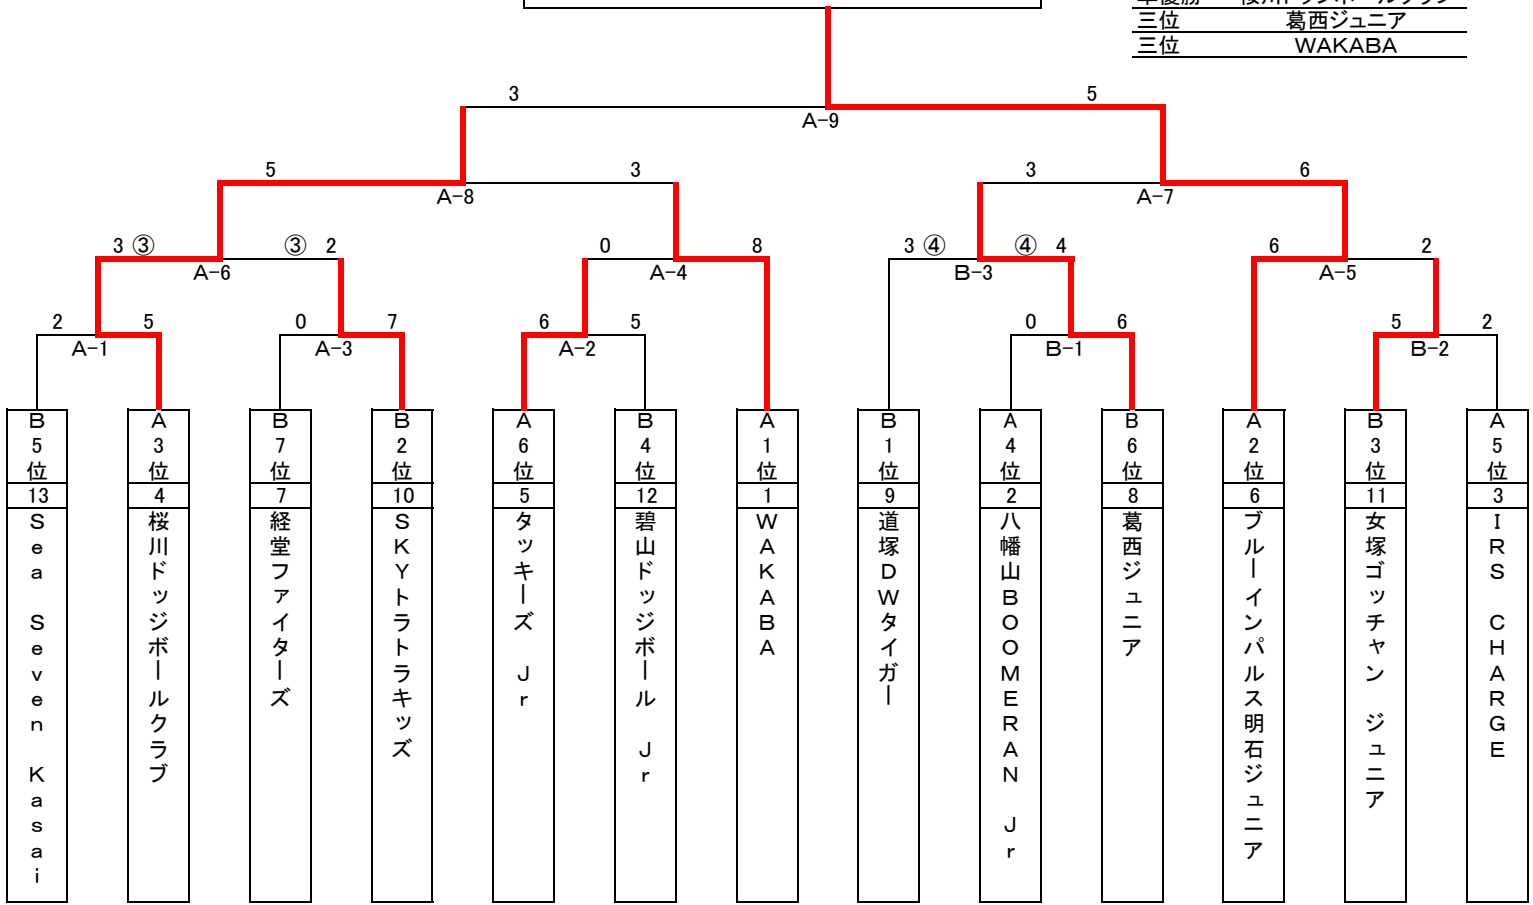 三位 葛西ジュニア
三位 WAKABA
3 5
A-9
5 3 3 6
A-8 A-7
3 ③ ③ 2 0 8 3 ④ ④ 4 6 2
A-6 A-4 B-3 A-5
2 5 0 7 6 5 0 6 5 2
A-1 A-3 A-2 B-1 B-2
B5位 13 Sea Seven Kasai
A3位 4 桜川ドッジボールクラブ
B7位 7 経堂ファイターズ
B2位 10 SKYトラトラキッズ
A6位 5 タッキーズ Jr
B4位 12 碧山ドッジボール Jr
A1位 1 WAKABA
B1位 9 道塚DWタイガー
A4位 2 八幡山BOOMERAN Jr
B6位 8 葛西ジュニア
A2位 6 ブルーインパルス明石ジュニア
B3位 11 女塚ゴッチャン ジュニア
A5位 3 IRS CHARGE